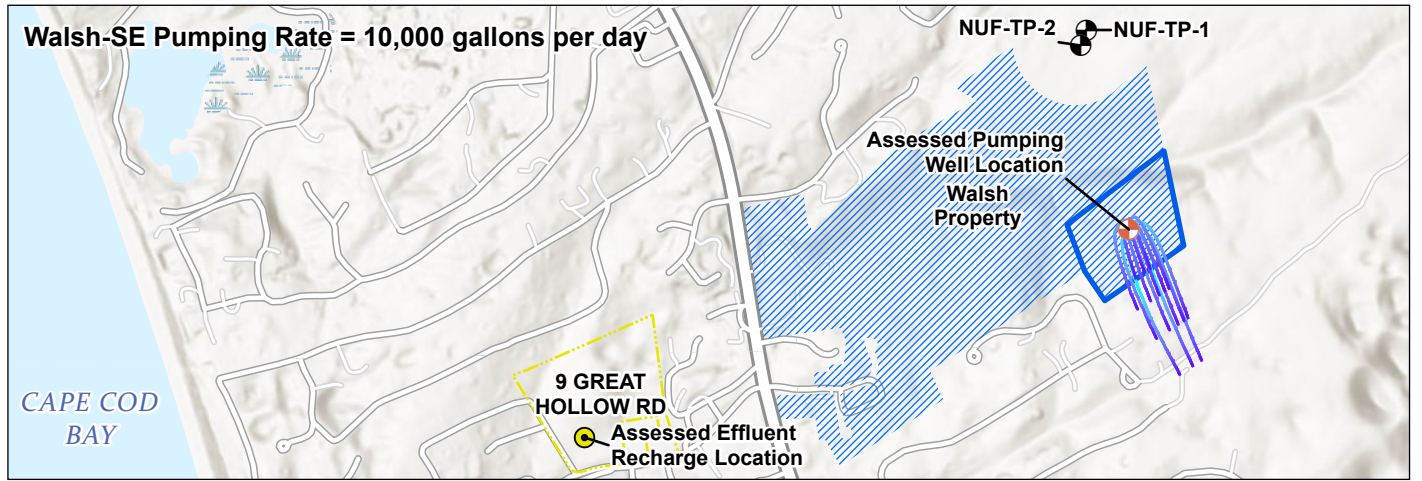 Walsh-SE Pumping Rate = 10,000 gallons per day
NUF-TP-2
NUF-TP-1
Assessed Pumping
Well Location
Walsh
Property
9 GREAT
HOLLOW RD
Assessed Effluent
Recharge Location
CAPE COD
BAY